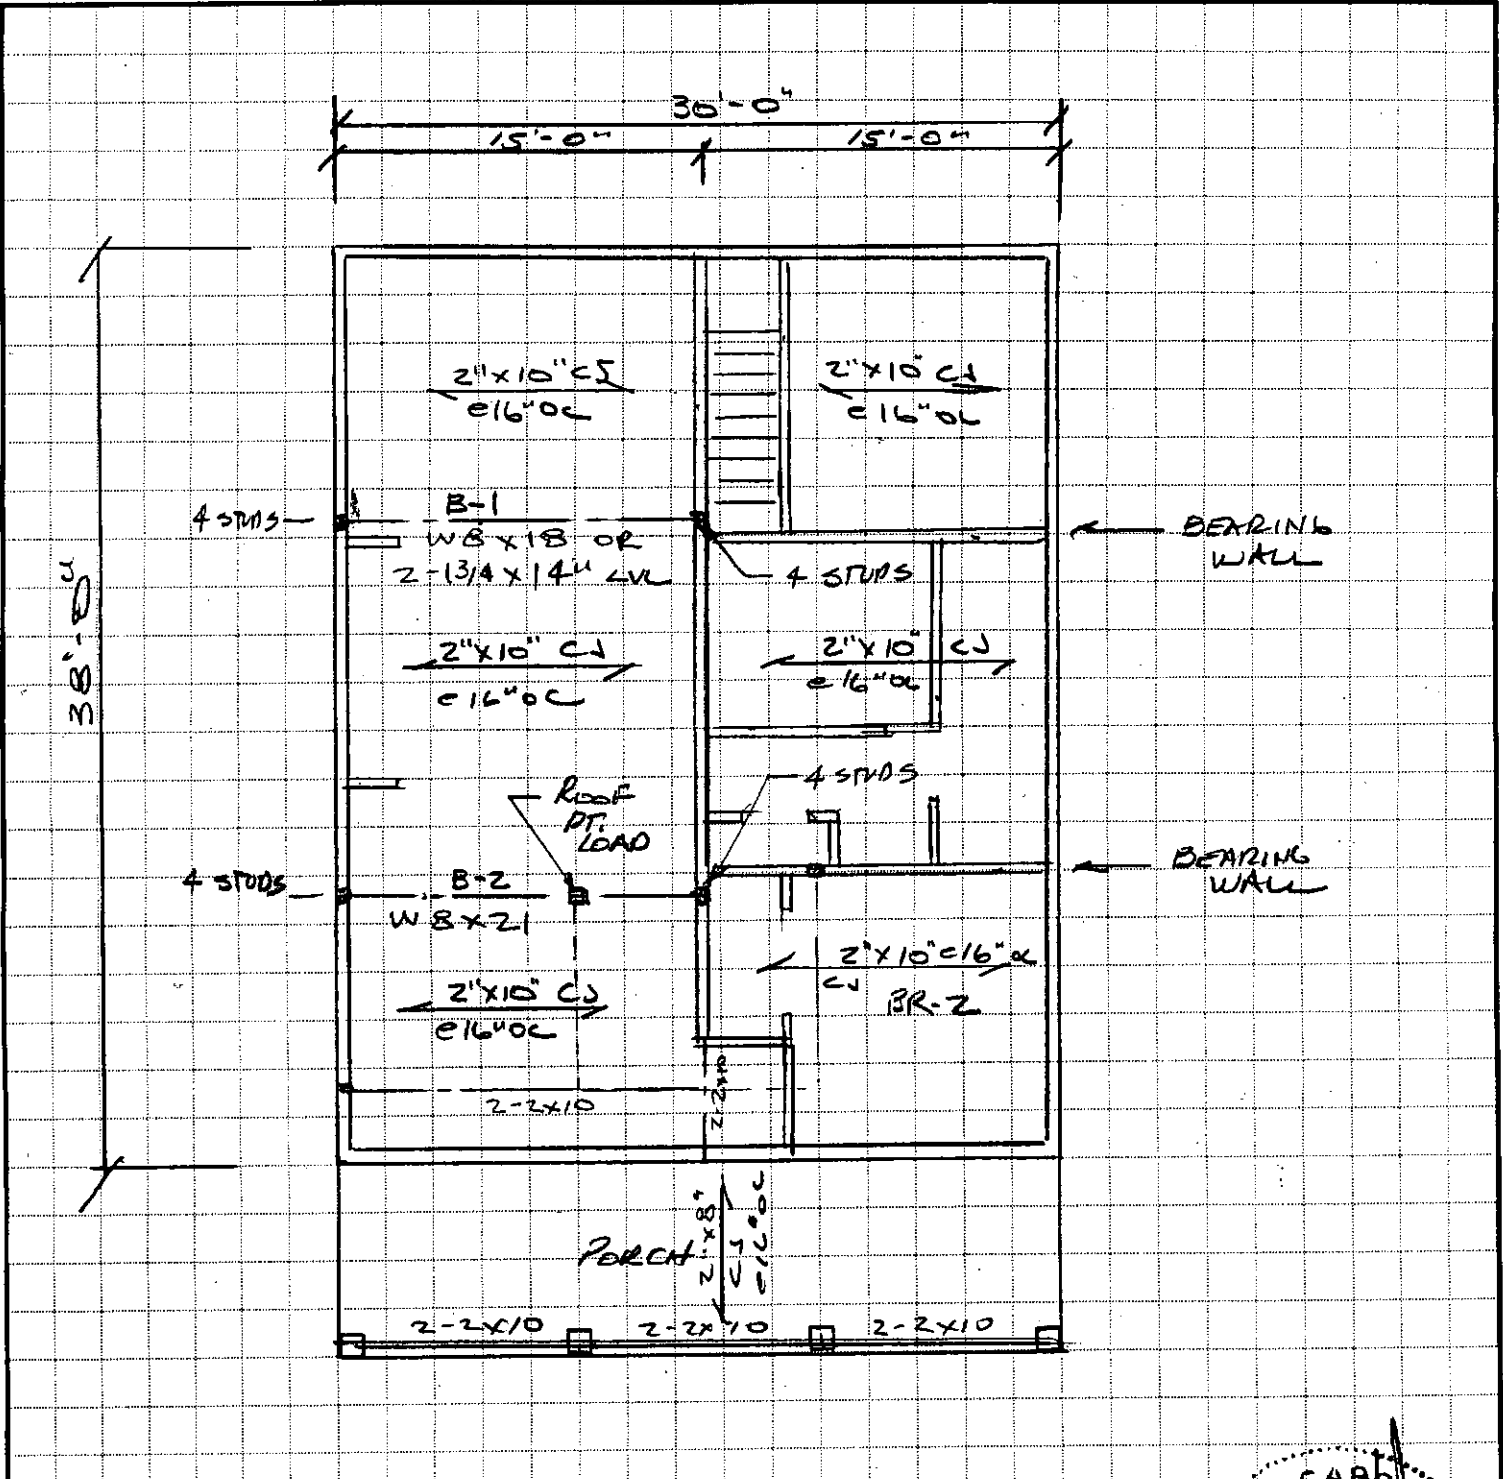 30'-0"
15'-0" 15'-0"
2"x10" CJ
@16"oc
2"x10" CJ
@16"oc
B-1
4 STUDS
W8x18 OR
2-1 3/4 x 14" LVL
4 STUDS
BEARING
WALL
38'-0"
2"x10" CJ
@16"oc
2"x10" CJ
@16"oc
ROOF
PT.
LOAD
4 STUDS
BEARING
WALL
4 STUDS
B-2
W8x21
2"x10"@16"oc
CJ
BR-2
2"x10" CJ
@16"oc
2-2x10
2-2x10
PORCH
2"x8"
CJ
@16"oc
2-2x10 2-2x10 2-2x10